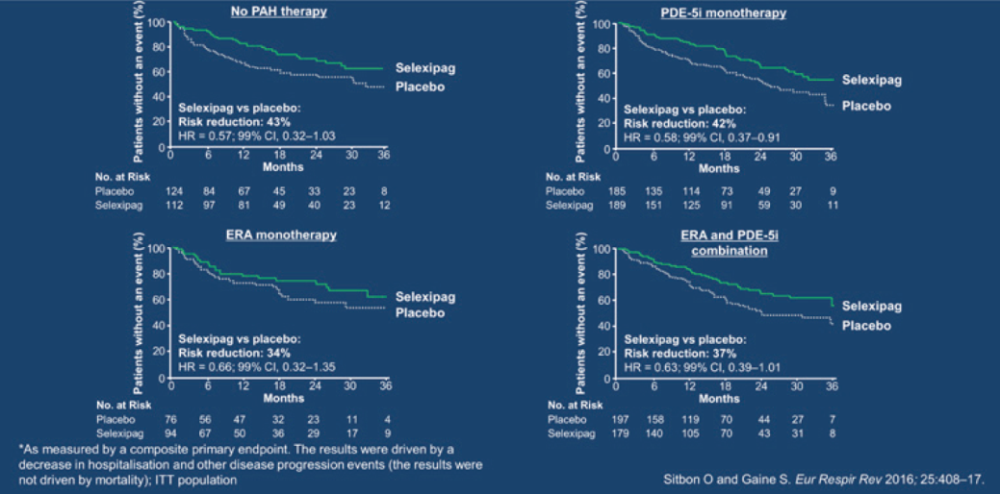 No PAH therapy
Patients without an event (%)
100
80
60
40
20
0
Selexipag
Placebo
Selexipag vs placebo:
Risk reduction: 43%
HR = 0.57; 99% CI, 0.32–1.03
0 6 12 18 24 30 36
Months
No. at Risk
Placebo 124 84 67 45 33 23 8
Selexipag 112 97 81 49 40 23 12
PDE-5i monotherapy
Patients without an event (%)
100
80
60
40
20
0
Selexipag
Placebo
Selexipag vs placebo:
Risk reduction: 42%
HR = 0.58; 99% CI, 0.37–0.91
0 6 12 18 24 30 36
Months
No. at Risk
Placebo 185 135 114 73 49 27 9
Selexipag 189 151 125 91 59 30 11
ERA monotherapy
Patients without an event (%)
100
80
60
40
20
0
Selexipag
Placebo
Selexipag vs placebo:
Risk reduction: 34%
HR = 0.66; 99% CI, 0.32–1.35
0 6 12 18 24 30 36
Months
No. at Risk
Placebo 76 56 47 32 23 11 4
Selexipag 94 67 50 36 29 17 9
ERA and PDE-5i
combination
Patients without an event (%)
100
80
60
40
20
0
Selexipag
Placebo
Selexipag vs placebo:
Risk reduction: 37%
HR = 0.63; 99% CI, 0.39–1.01
0 6 12 18 24 30 36
Months
No. at Risk
Placebo 197 158 119 70 44 27 7
Selexipag 179 140 105 70 43 31 8
*As measured by a composite primary endpoint. The results were driven by a
decrease in hospitalisation and other disease progression events (the results were
not driven by mortality); ITT population
Sitbon O and Gaine S. Eur Respir Rev 2016; 25:408–17.